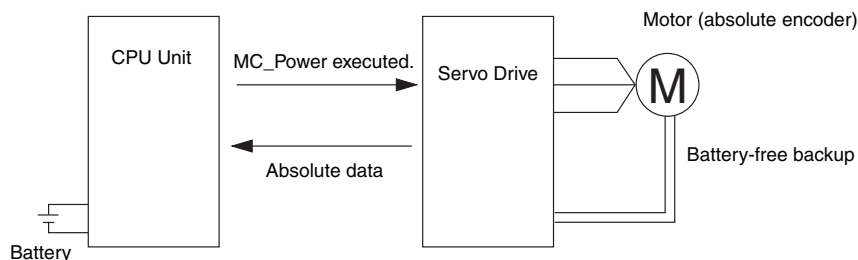 Motor (absolute encoder)
CPU Unit
MC_Power executed.
Servo Drive
M
Absolute data
Battery-free backup
Battery